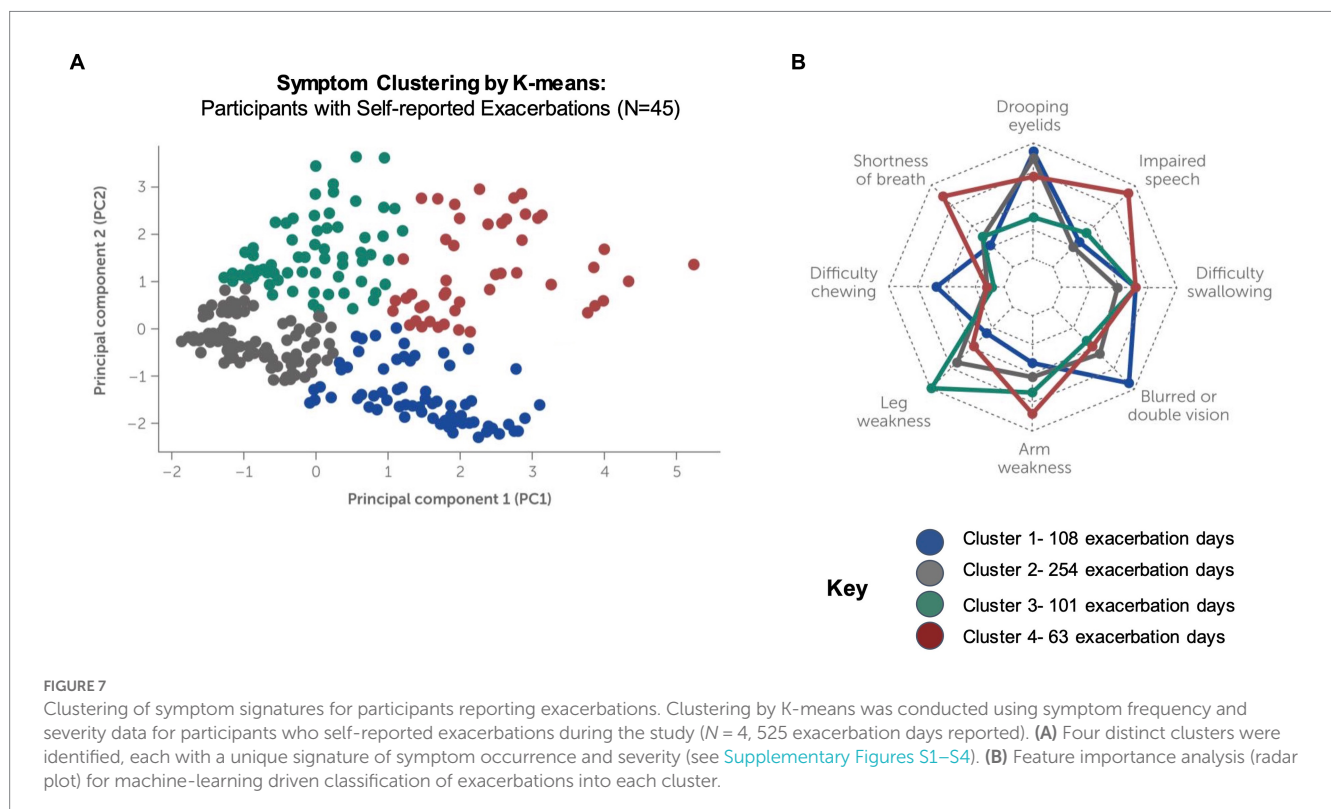 A
Symptom Clustering by K-means:
Participants with Self-reported Exacerbations (N=45)
Principal component 2 (PC2)
3
2
1
0
−1
−2
−2 −1 0 1 2 3 4 5
Principal component 1 (PC1)
B
Drooping
eyelids
Impaired
speech
Difficulty
swallowing
Blurred or
double vision
Arm
weakness
Leg
weakness
Difficulty
chewing
Shortness
of breath
Key
Cluster 1- 108 exacerbation days
Cluster 2- 254 exacerbation days
Cluster 3- 101 exacerbation days
Cluster 4- 63 exacerbation days
FIGURE 7
Clustering of symptom signatures for participants reporting exacerbations. Clustering by K-means was conducted using symptom frequency and
severity data for participants who self-reported exacerbations during the study (N = 4, 525 exacerbation days reported). (A) Four distinct clusters were
identified, each with a unique signature of symptom occurrence and severity (see Supplementary Figures S1–S4). (B) Feature importance analysis (radar
plot) for machine-learning driven classification of exacerbations into each cluster.